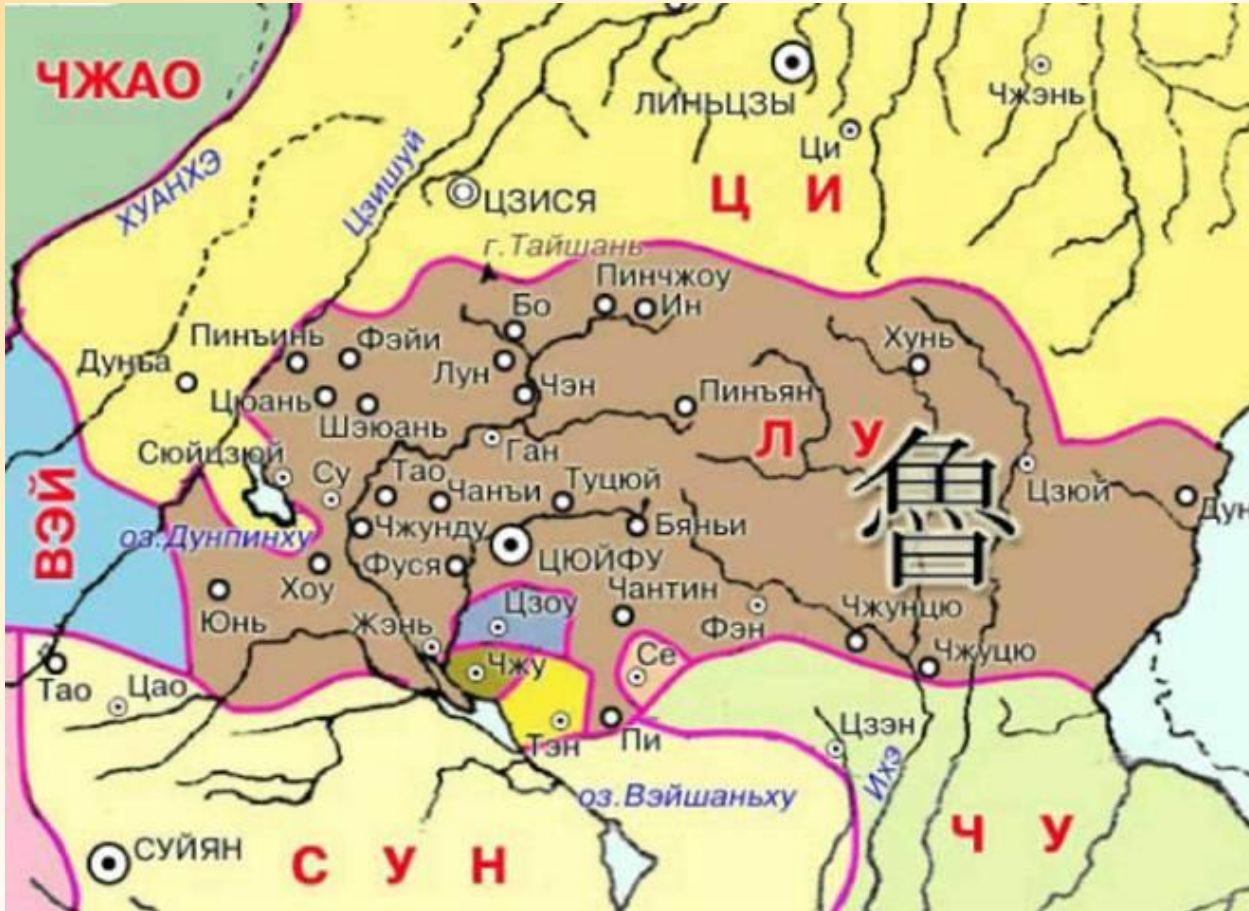 ЧЖАО
ЛИНЬЦЗЫ
Чжэнь
Ци
ХУАНХЭ
Цзишуй
ЦЗИСЯ
Ц И
г.Тайшань
Пинчжоу
Бо
Ин
Пинъинь
Фэйи
Хунь
Дунъа
Лун
Чэн
Пинъян
Цюань
Шэюань
Л У
Ган
魯
Сюйцзюй
Су
Тао
Чанъи
Туцюй
Цзюй
Дун
ВЭЙ
оз.Дунпинху
Чжунду
Бяньи
ЦЮЙФУ
Фуся
Хоу
Чантин
Юнь
Цзоу
Фэн
Чжунцю
Жэнь
Се
Чжуцю
Чжу
Тао
Цао
Тэн
Пи
Цзэн
Ихэ
оз.Вэйшаньху
СУЙЯН
С У Н
Ч У